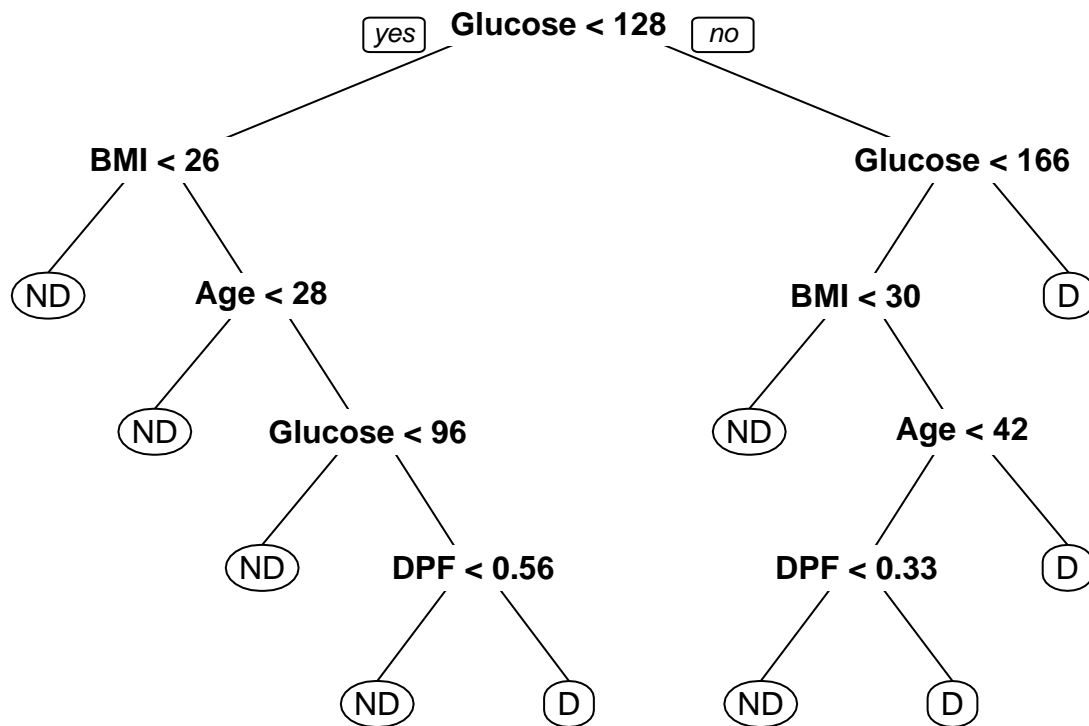 yes Glucose < 128 no
BMI < 26 Glucose < 166
ND Age < 28 BMI < 30 D
ND Glucose < 96 ND Age < 42
ND DPF < 0.56 DPF < 0.33 D
ND D ND D